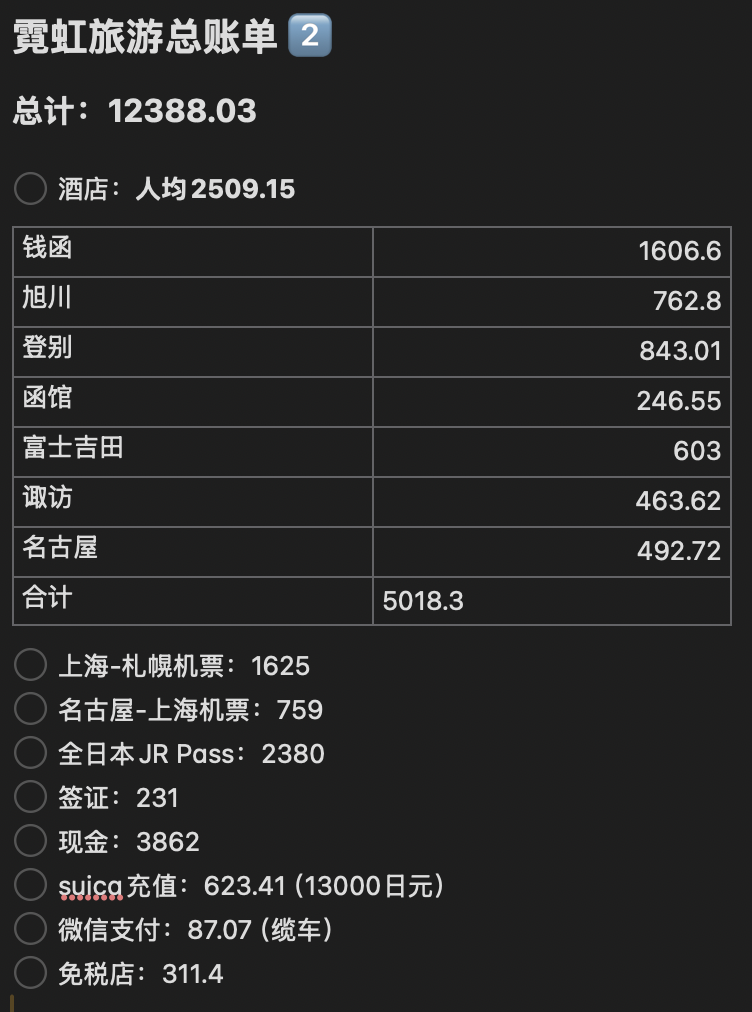 霓虹旅游总账单 2️⃣
总计：12388.03
酒店：人均2509.15
钱函 1606.6
旭川 762.8
登别 843.01
函馆 246.55
富士吉田 603
诹访 463.62
名古屋 492.72
合计 5018.3
上海-札幌机票：1625
名古屋-上海机票：759
全日本JR Pass：2380
签证：231
现金：3862
suica充值：623.41（13000日元）
微信支付：87.07（缆车）
免税店：311.4